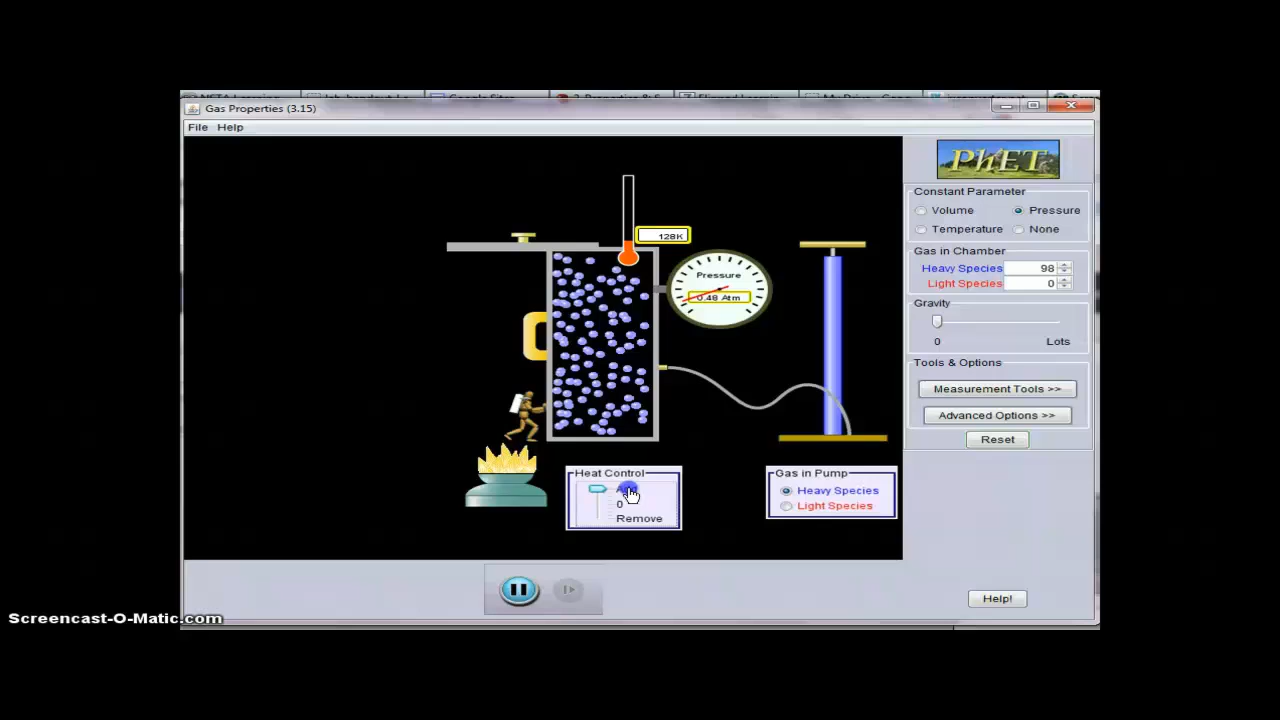 Gas Properties (3.15)
File Help
PhET
Constant Parameter
Volume Pressure
Temperature None
Gas in Chamber
Heavy Species 98
Light Species 0
Gravity
0 Lots
Tools & Options
Measurement Tools >>
Advanced Options >>
Reset
128K
Pressure
0.48 Atm
Heat Control
0
Remove
Gas in Pump
Heavy Species
Light Species
Help!
Screencast-O-Matic.com